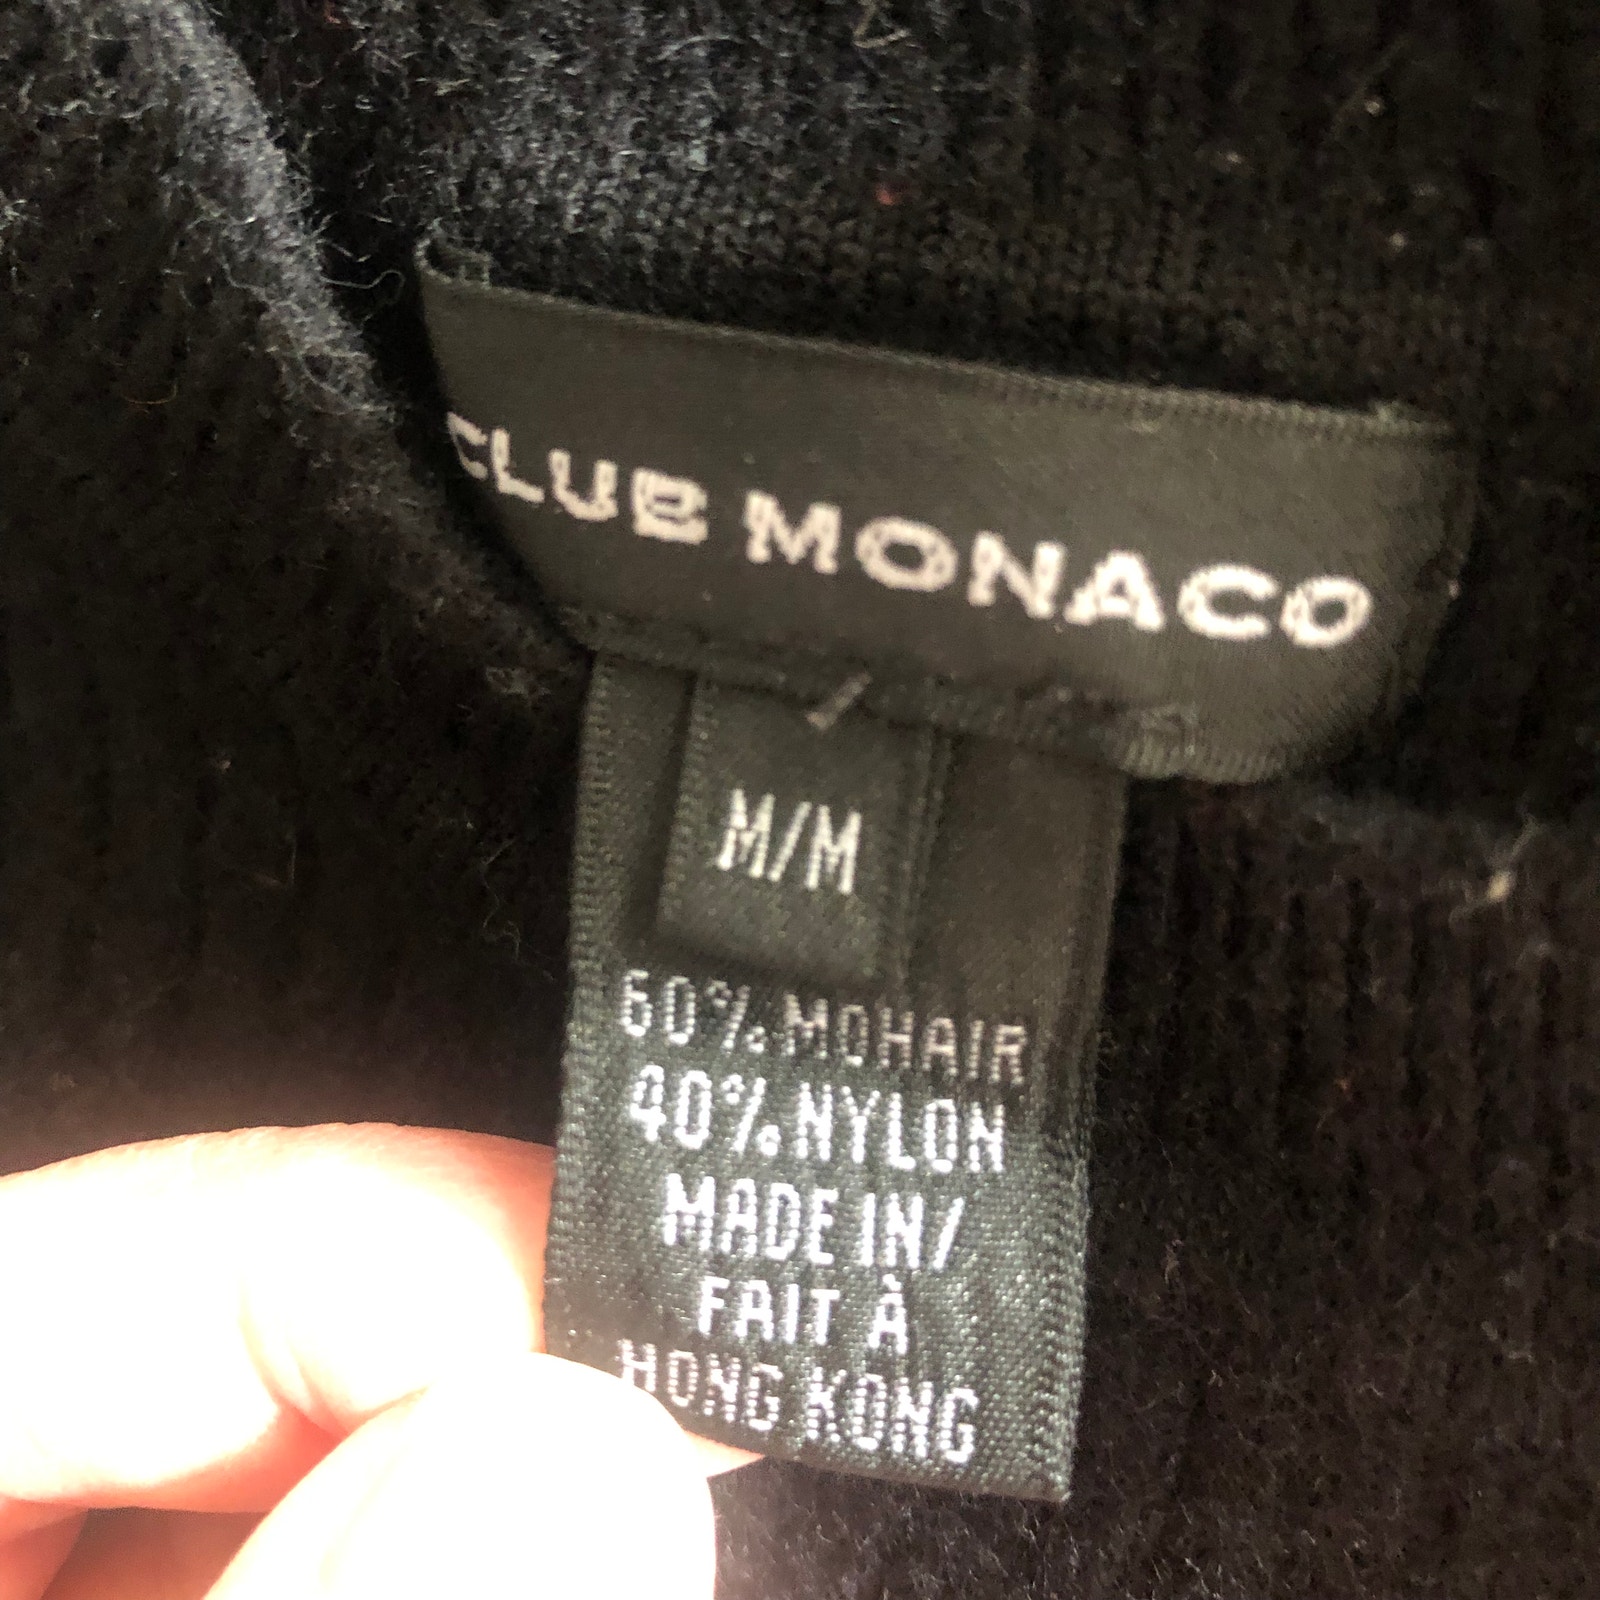 CLUB MONACO
M/M
60% MOHAIR
40% NYLON
MADE IN/
FAIT À
HONG KONG